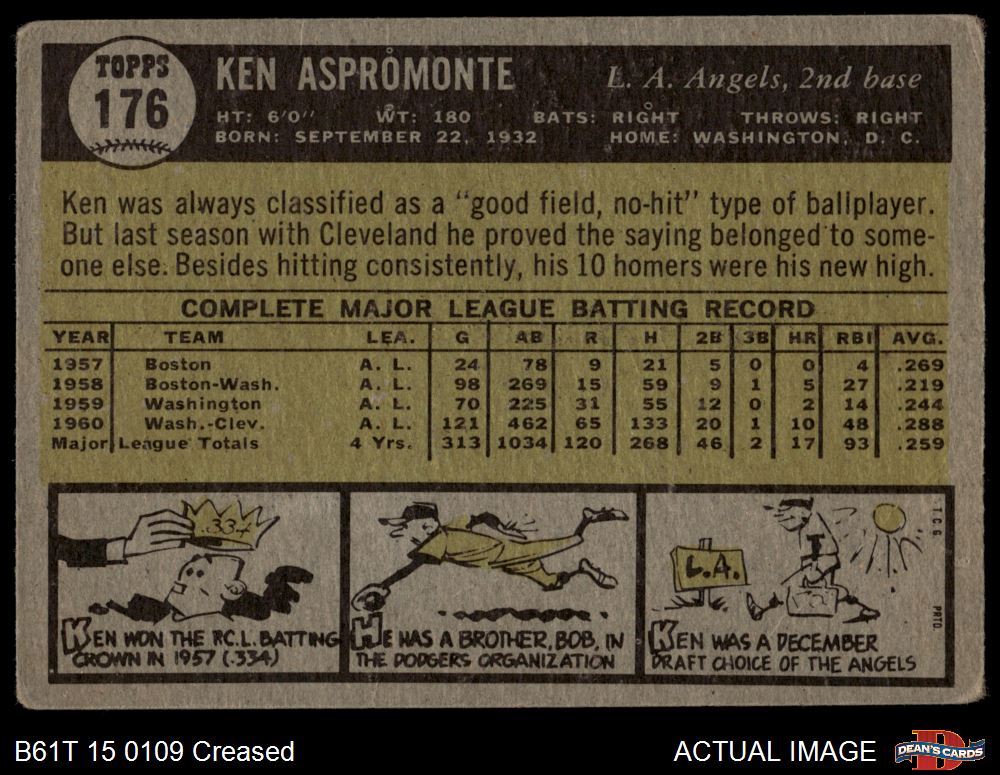 TOPPS
176
KEN ASPROMONTE
L. A. Angels, 2nd base
HT: 6'0" WT: 180 BATS: RIGHT THROWS: RIGHT
BORN: SEPTEMBER 22, 1932 HOME: WASHINGTON, D. C.
Ken was always classified as a "good field, no-hit" type of ballplayer.
But last season with Cleveland he proved the saying belonged to some-
one else. Besides hitting consistently, his 10 homers were his new high.
COMPLETE MAJOR LEAGUE BATTING RECORD
YEAR TEAM LEA. G AB R H 2B 3B HR RBI AVG.
1957 Boston A. L. 24 78 9 21 5 0 0 4 .269
1958 Boston-Wash. A. L. 98 269 15 59 9 1 5 27 .219
1959 Washington A. L. 70 225 31 55 12 0 2 14 .244
1960 Wash.-Clev. A. L. 121 462 65 133 20 1 10 48 .288
Major League Totals 4 Yrs. 313 1034 120 268 46 2 17 93 .259
.334
KEN WON THE P.C.L. BATTING
CROWN IN 1957 (.334)
HE HAS A BROTHER, BOB, IN
THE DODGERS ORGANIZATION
L.A.
KEN WAS A DECEMBER
DRAFT CHOICE OF THE ANGELS
T.C.G.
PRTD.
B61T 15 0109 Creased
ACTUAL IMAGE
DEAN'S CARDS